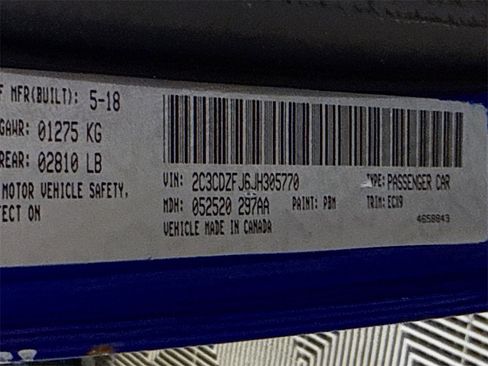 F MFR(BUILT): 5-18
GAWR: 01275 KG
REAR: 02810 LB
MOTOR VEHICLE SAFETY,
FECT ON
VIN: 2C3CDZFJ6JH305770
TYPE: PASSENGER CAR
MDH: 052520 297AA
PAINT: PBM
TRIM: ECX9
VEHICLE MADE IN CANADA
4658843